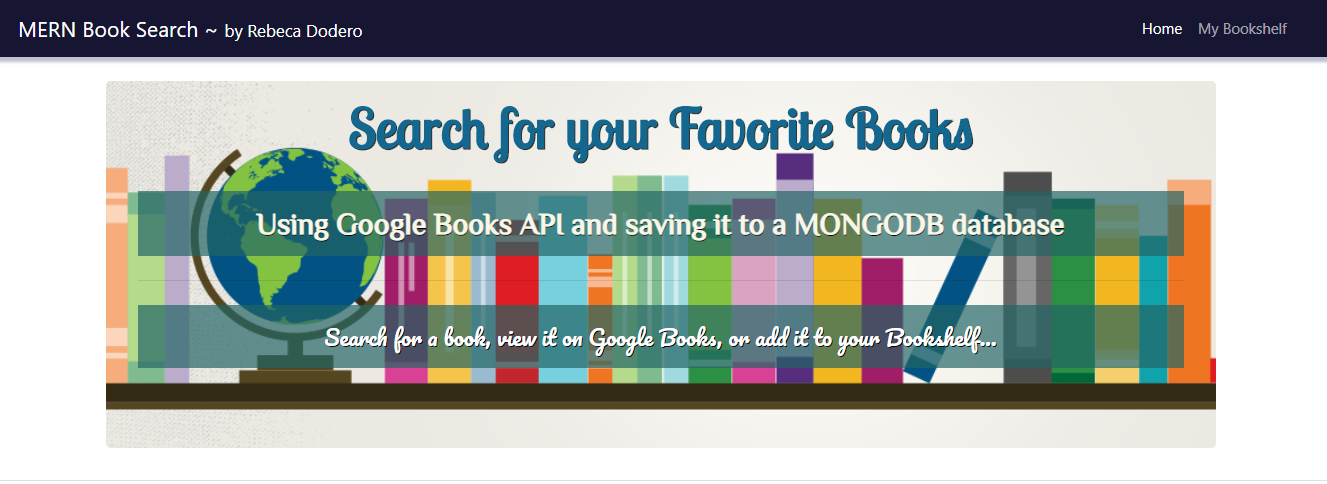 MERN Book Search ~ by Rebeca Dodero
Home My Bookshelf
Search for your Favorite Books
Using Google Books API and saving it to a MONGODB database
Search for a book, view it on Google Books, or add it to your Bookshelf...